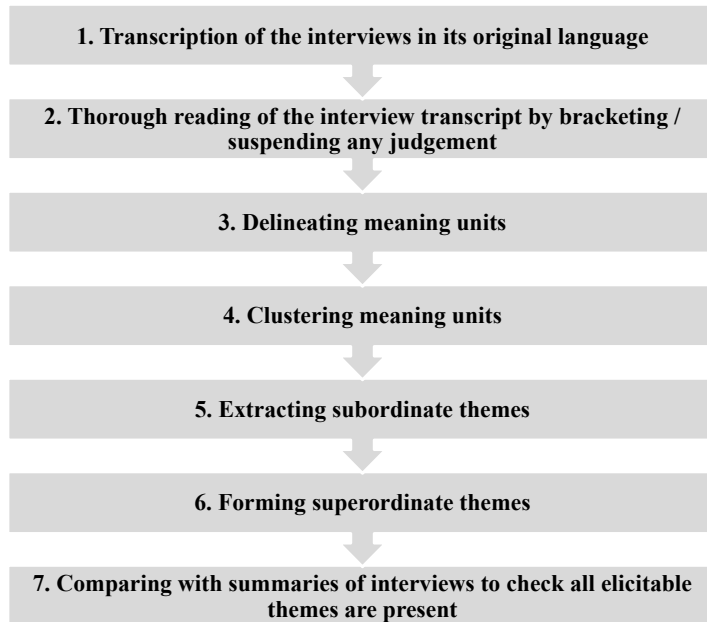 1. Transcription of the interviews in its original language
2. Thorough reading of the interview transcript by bracketing /
suspending any judgement
3. Delineating meaning units
4. Clustering meaning units
5. Extracting subordinate themes
6. Forming superordinate themes
7. Comparing with summaries of interviews to check all elicitable
themes are present